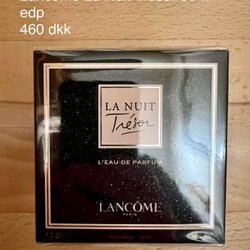 edp
460 dkk
LA NUIT
Trésor
L'EAU DE PARFUM
LANCÔME
PARIS